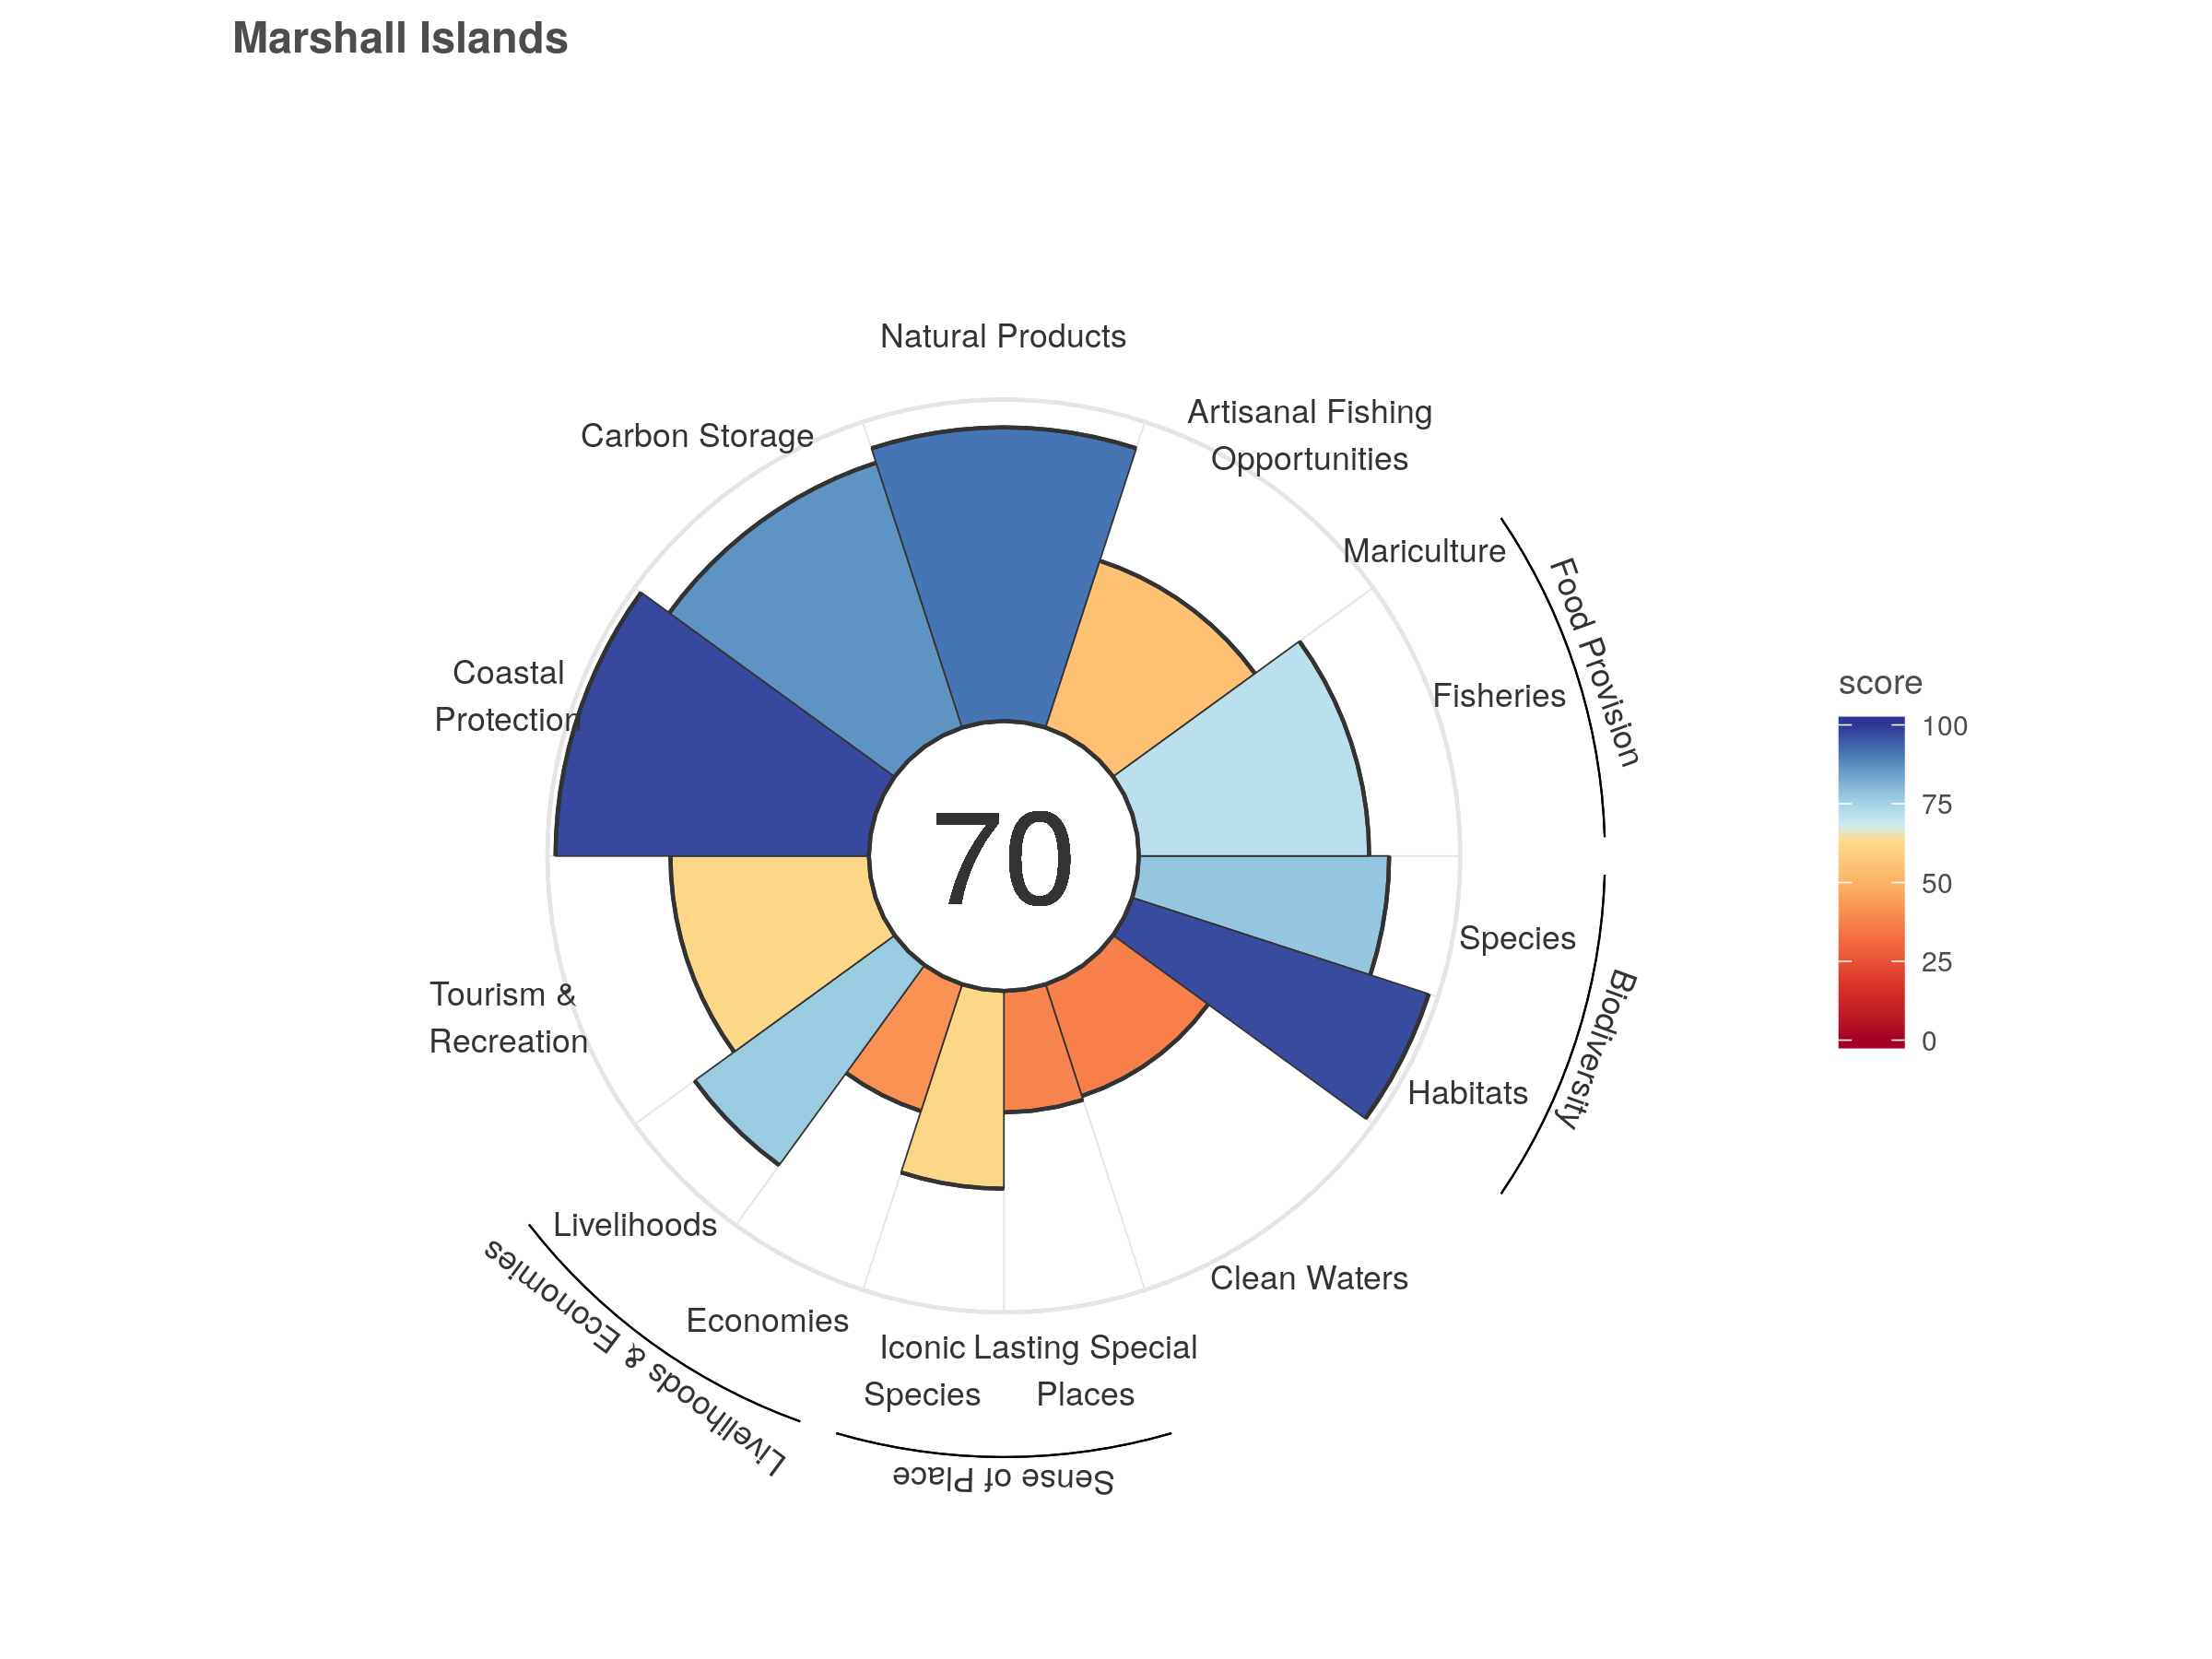 Marshall Islands
Natural Products
Artisanal Fishing
Opportunities
Carbon Storage
Mariculture
Food Provision
Fisheries
Coastal
Protection
score
100
75
50
25
0
70
Species
Biodiversity
Habitats
Tourism &
Recreation
Livelihoods
Livelihoods & Economies
Economies
Clean Waters
Iconic
Species
Lasting Special
Places
Sense of Place